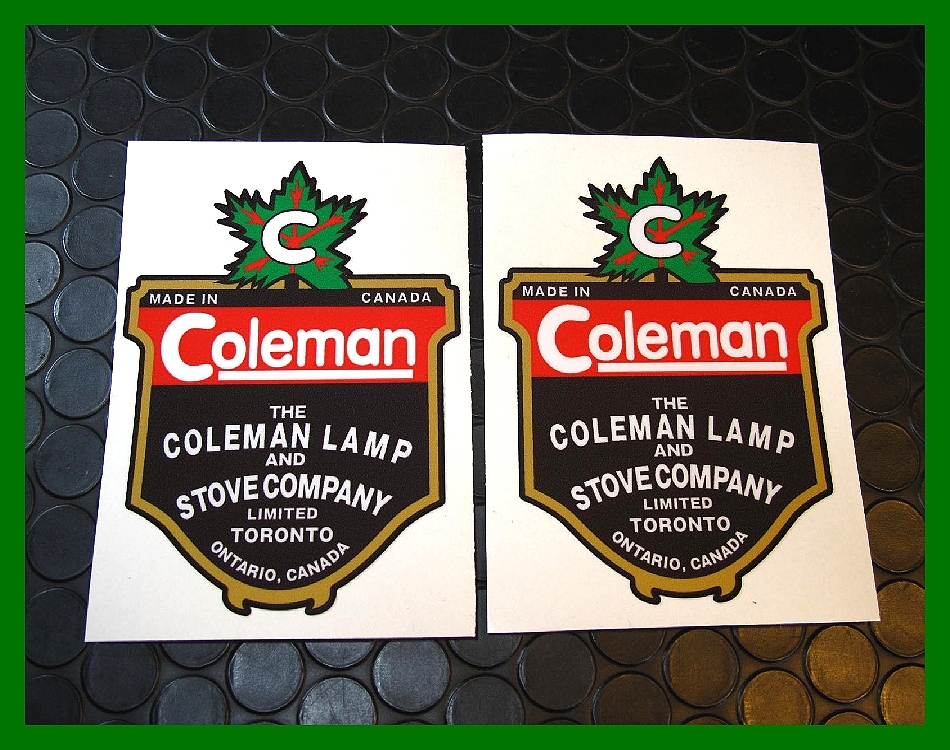 C
MADE IN CANADA
Coleman
THE
COLEMAN LAMP
AND
STOVE COMPANY
LIMITED
TORONTO
ONTARIO, CANADA
C
MADE IN CANADA
Coleman
THE
COLEMAN LAMP
AND
STOVE COMPANY
LIMITED
TORONTO
ONTARIO, CANADA